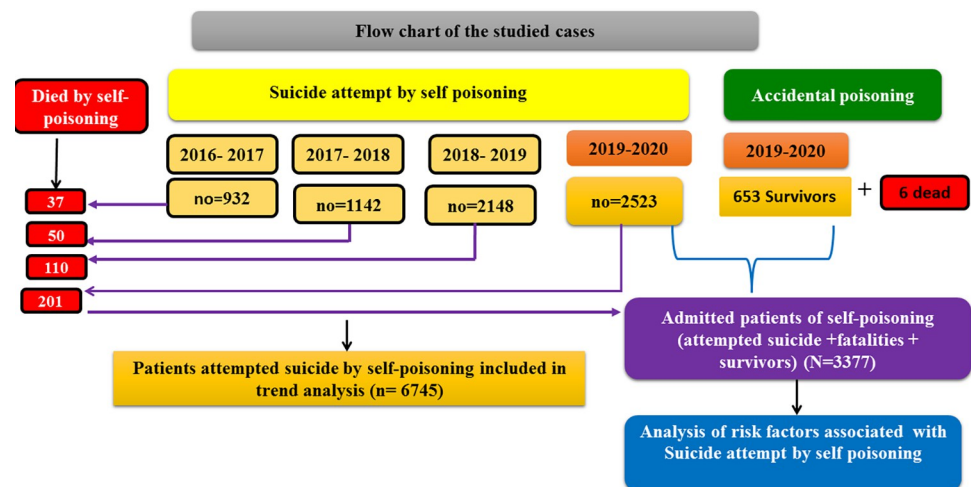 Flow chart of the studied cases
Died by self-
poisoning
Suicide attempt by self poisoning
Accidental poisoning
2016- 2017
2017- 2018
2018- 2019
2019-2020
2019-2020
no=932
no=1142
no=2148
no=2523
653 Survivors
+
6 dead
37
50
110
201
Admitted patients of self-poisoning
(attempted suicide +fatalities +
survivors) (N=3377)
Patients attempted suicide by self-poisoning included in
trend analysis (n= 6745)
Analysis of risk factors associated with
Suicide attempt by self poisoning